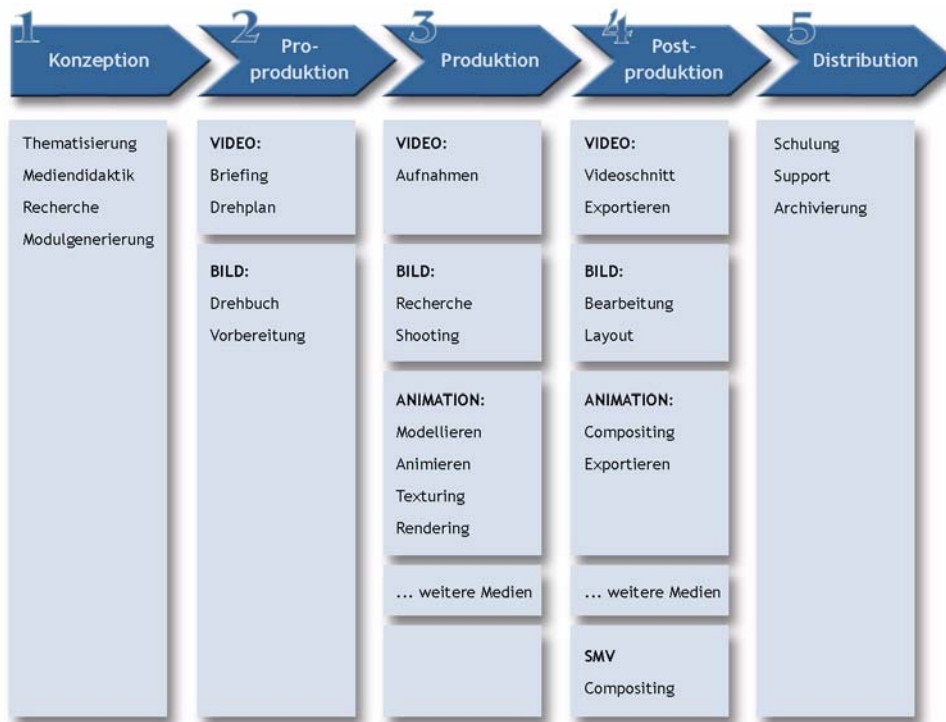 1
Konzeption
2
Pro-
produktion
3
Produktion
4
Post-
produktion
5
Distribution
Thematisierung
Mediendidaktik
Recherche
Modulgenerierung
VIDEO:
Briefing
Drehplan
BILD:
Drehbuch
Vorbereitung
VIDEO:
Aufnahmen
BILD:
Recherche
Shooting
ANIMATION:
Modellieren
Animieren
Texturing
Rendering
... weitere Medien
VIDEO:
Videoschnitt
Exportieren
BILD:
Bearbeitung
Layout
ANIMATION:
Compositing
Exportieren
... weitere Medien
SMV
Compositing
Schulung
Support
Archivierung